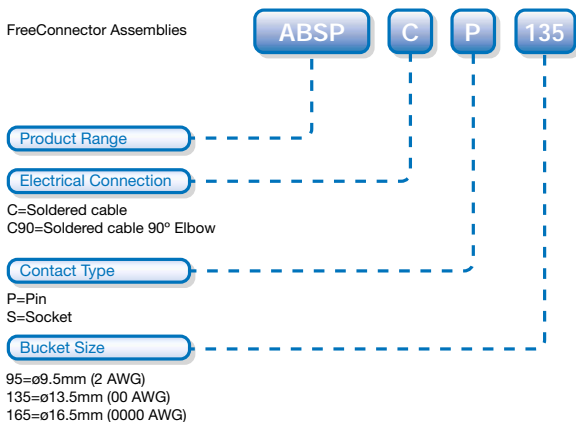 FreeConnector Assemblies
ABSP C P 135
Product Range
Electrical Connection
C=Soldered cable
C90=Soldered cable 90º Elbow
Contact Type
P=Pin
S=Socket
Bucket Size
95=ø9.5mm (2 AWG)
135=ø13.5mm (00 AWG)
165=ø16.5mm (0000 AWG)